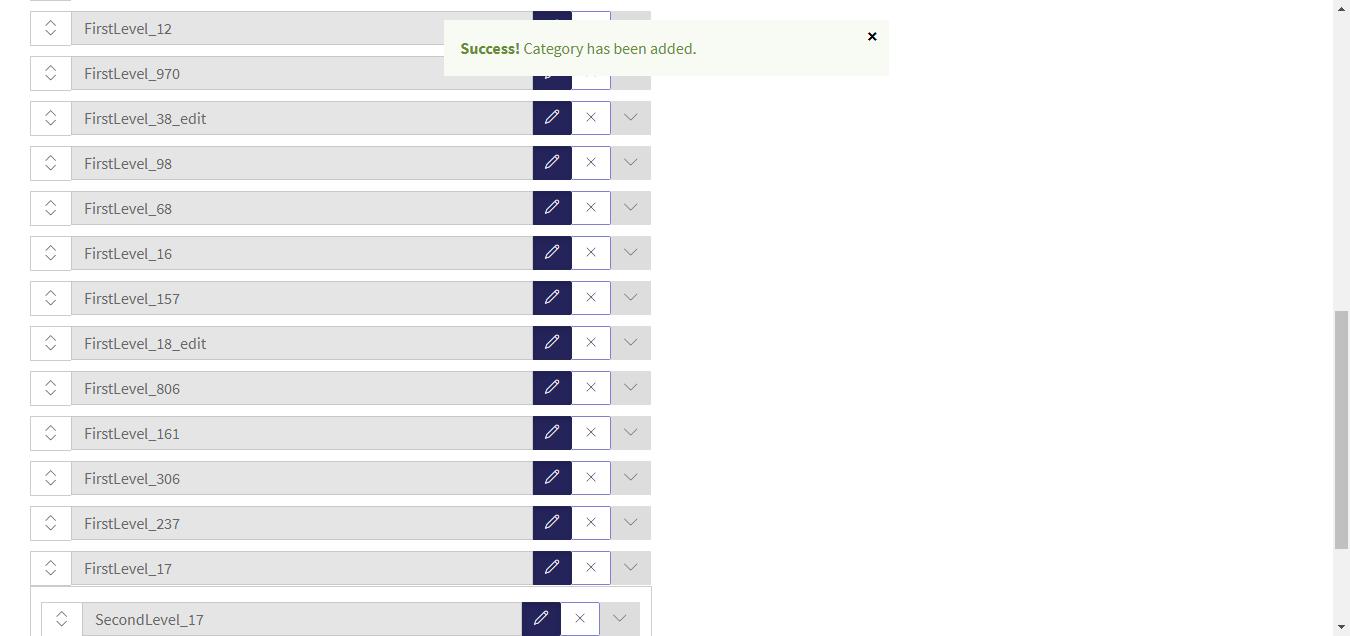 FirstLevel_12
Success! Category has been added.
FirstLevel_970
FirstLevel_38_edit
FirstLevel_98
FirstLevel_68
FirstLevel_16
FirstLevel_157
FirstLevel_18_edit
FirstLevel_806
FirstLevel_161
FirstLevel_306
FirstLevel_237
FirstLevel_17
SecondLevel_17